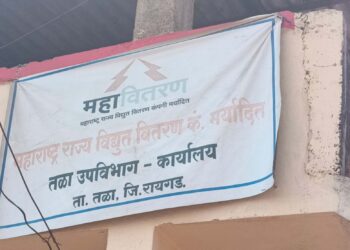 महावितरण
महाराष्ट्र राज्य विद्युत वितरण कंपनी मर्यादित
महाराष्ट्र राज्य विद्युत वितरण कं. मर्यादित
तळा उपविभाग - कार्यालय
ता. तळा, जि. रायगड.